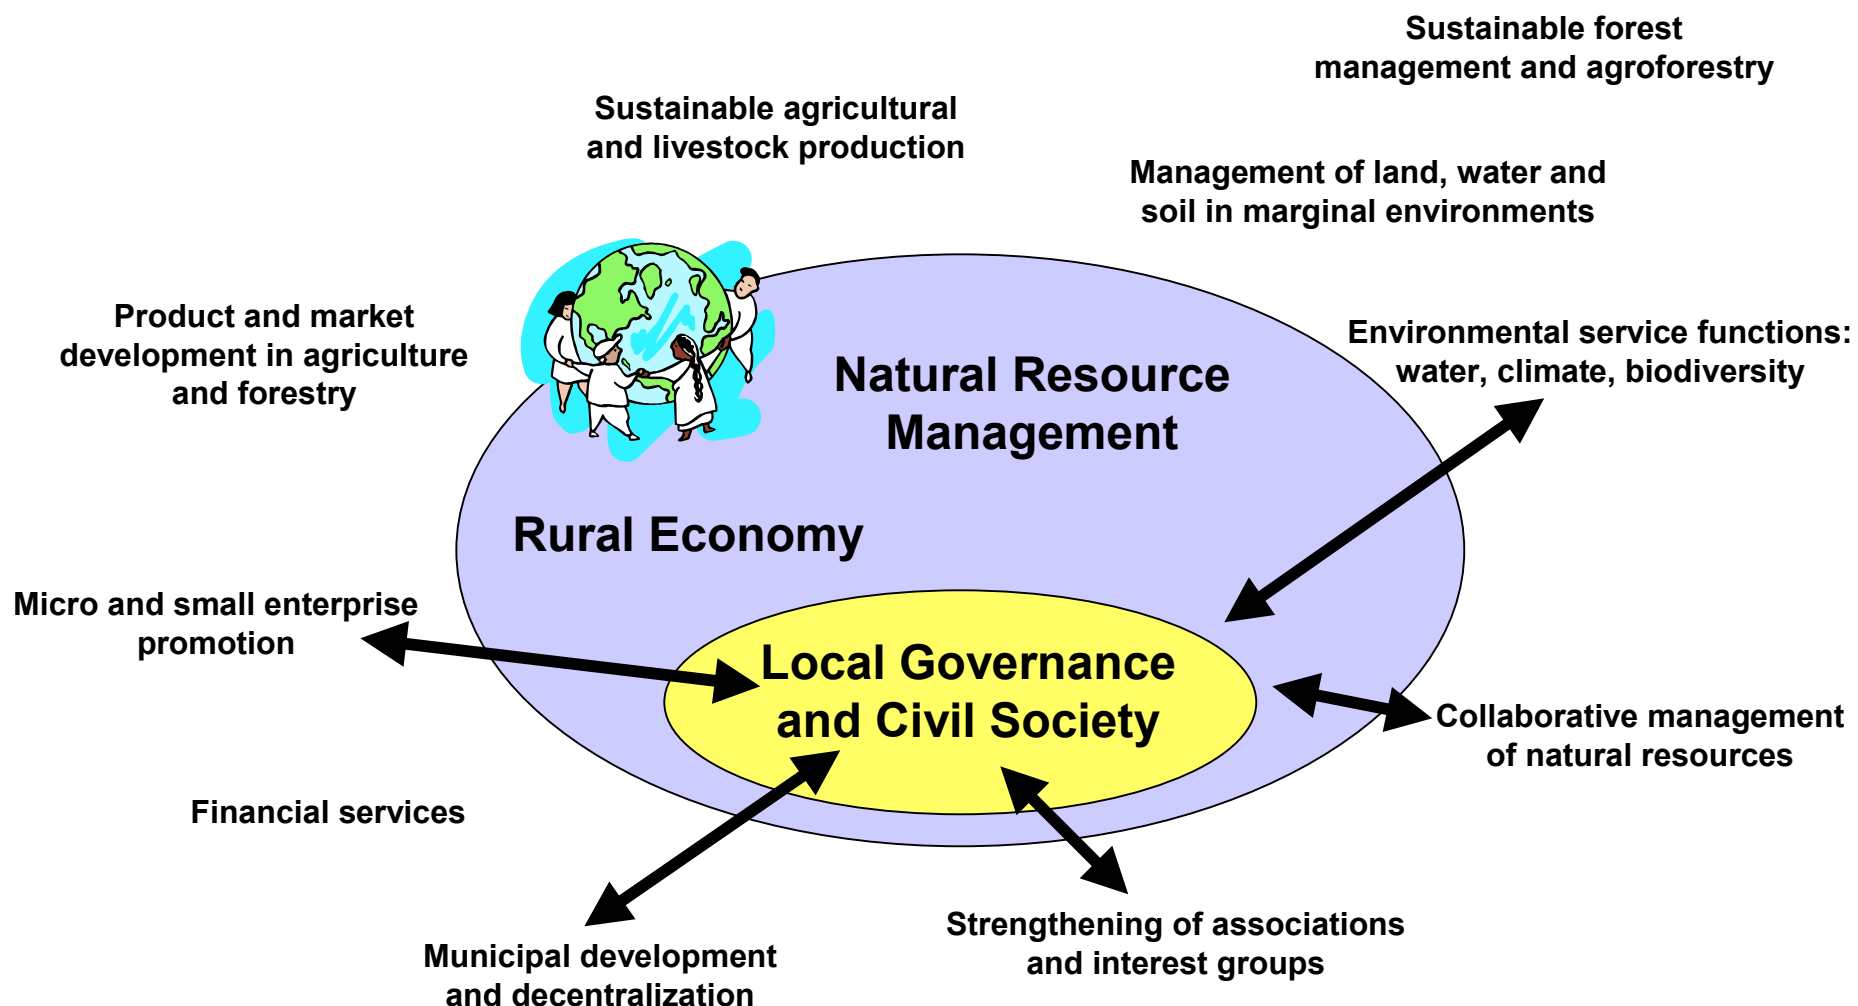 Sustainable forest
management and agroforestry
Sustainable agricultural
and livestock production
Management of land, water and
soil in marginal environments
Product and market
development in agriculture
and forestry
Environmental service functions:
water, climate, biodiversity
Natural Resource
Management
Rural Economy
Micro and small enterprise
promotion
Local Governance
and Civil Society
Collaborative management
of natural resources
Financial services
Strengthening of associations
and interest groups
Municipal development
and decentralization